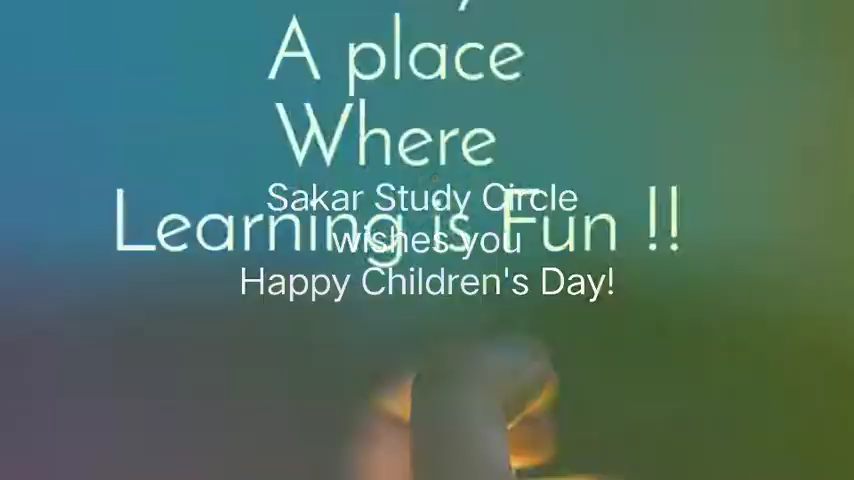 A place
Where
Learning is Fun !!
Sakar Study Circle
wishes you
Happy Children's Day!